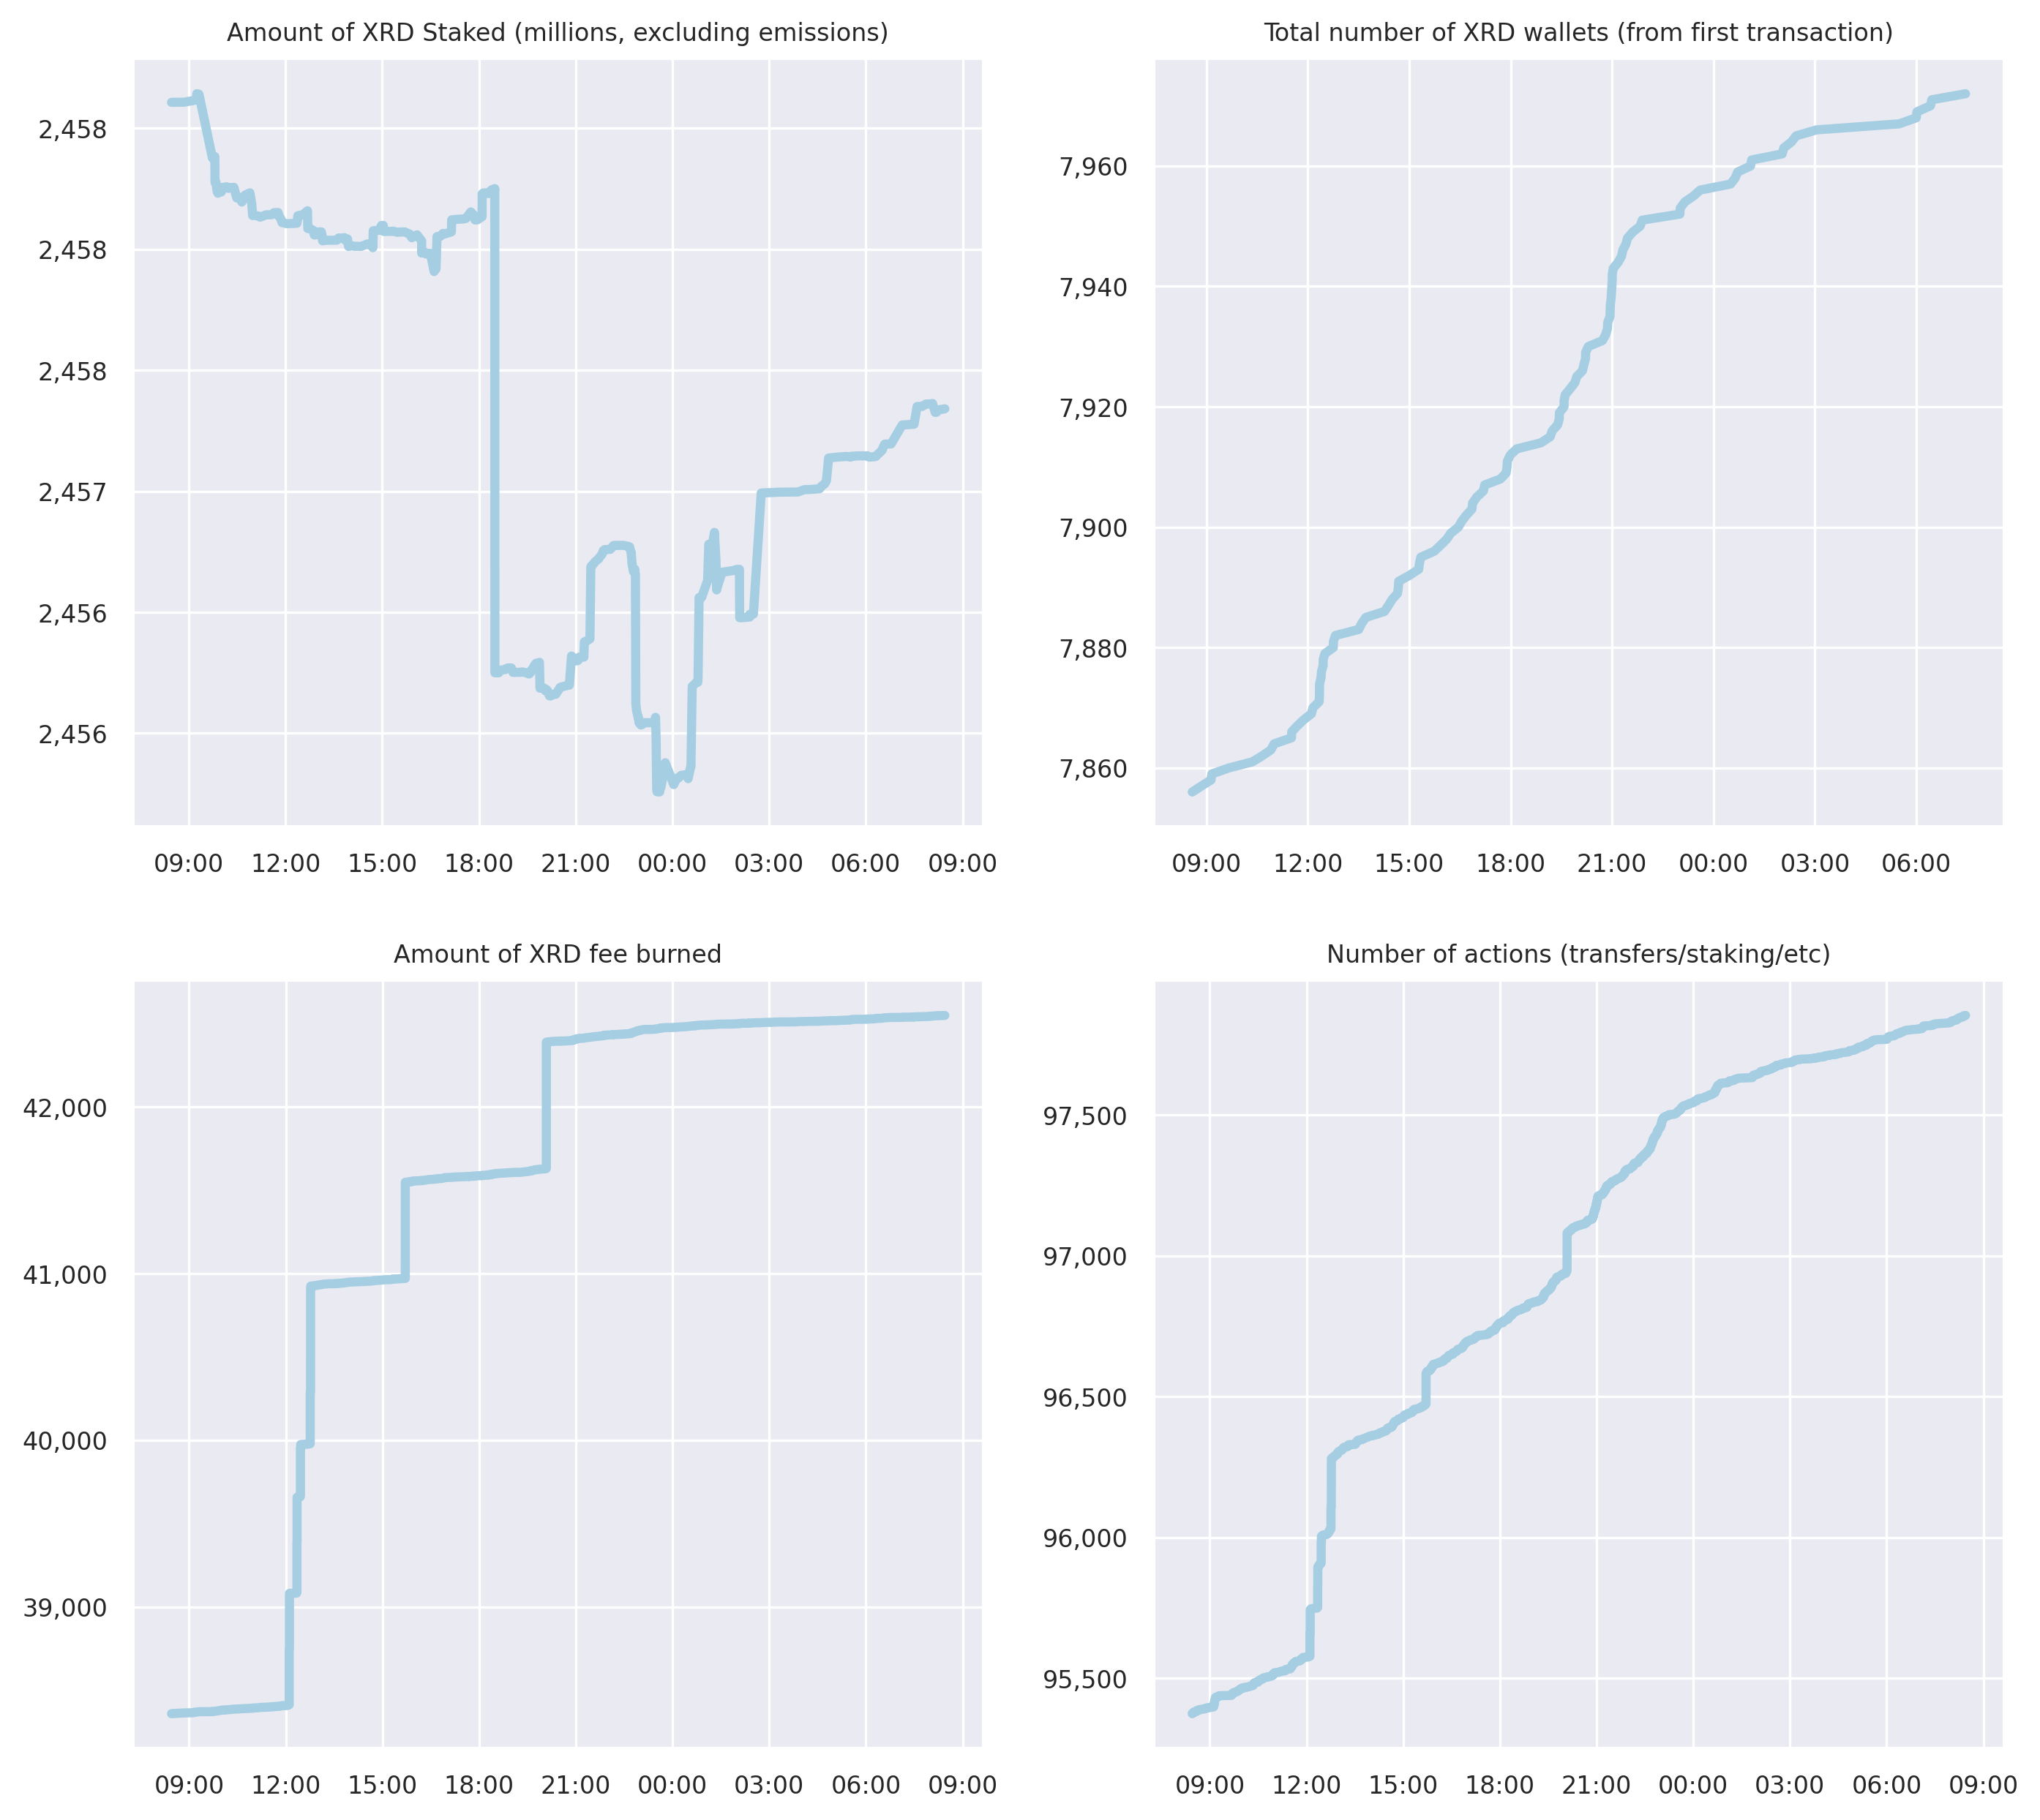 Amount of XRD Staked (millions, excluding emissions)
2,458
2,458
2,458
2,457
2,456
2,456
09:00 12:00 15:00 18:00 21:00 00:00 03:00 06:00 09:00
Total number of XRD wallets (from first transaction)
7,960
7,940
7,920
7,900
7,880
7,860
09:00 12:00 15:00 18:00 21:00 00:00 03:00 06:00
Amount of XRD fee burned
42,000
41,000
40,000
39,000
09:00 12:00 15:00 18:00 21:00 00:00 03:00 06:00 09:00
Number of actions (transfers/staking/etc)
97,500
97,000
96,500
96,000
95,500
09:00 12:00 15:00 18:00 21:00 00:00 03:00 06:00 09:00